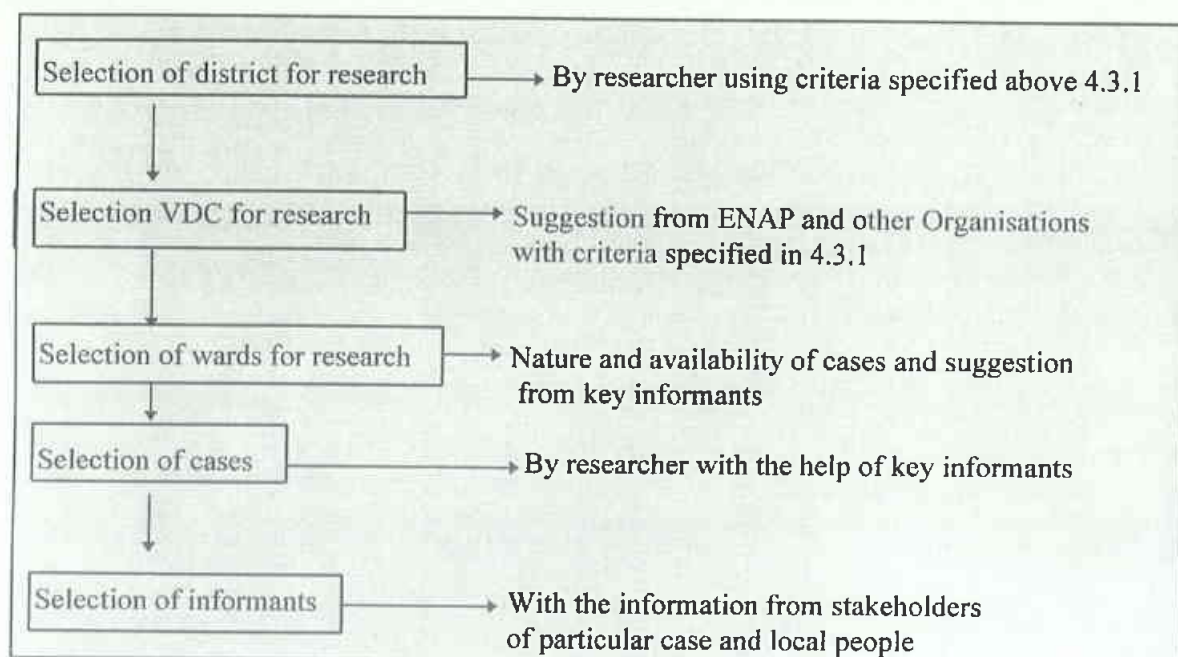 Selection of district for research
By researcher using criteria specified above 4.3.1
Selection VDC for research
Suggestion from ENAP and other Organisations
with criteria specified in 4.3.1
Selection of wards for research
Nature and availability of cases and suggestion
from key informants
Selection of cases
By researcher with the help of key informants
Selection of informants
With the information from stakeholders
of particular case and local people